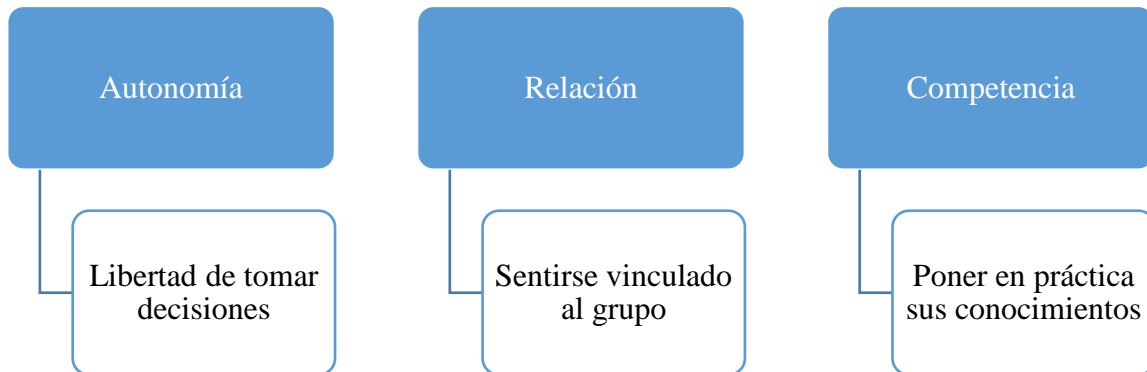 Autonomía
Libertad de tomar
decisiones
Relación
Sentirse vinculado
al grupo
Competencia
Poner en práctica
sus conocimientos